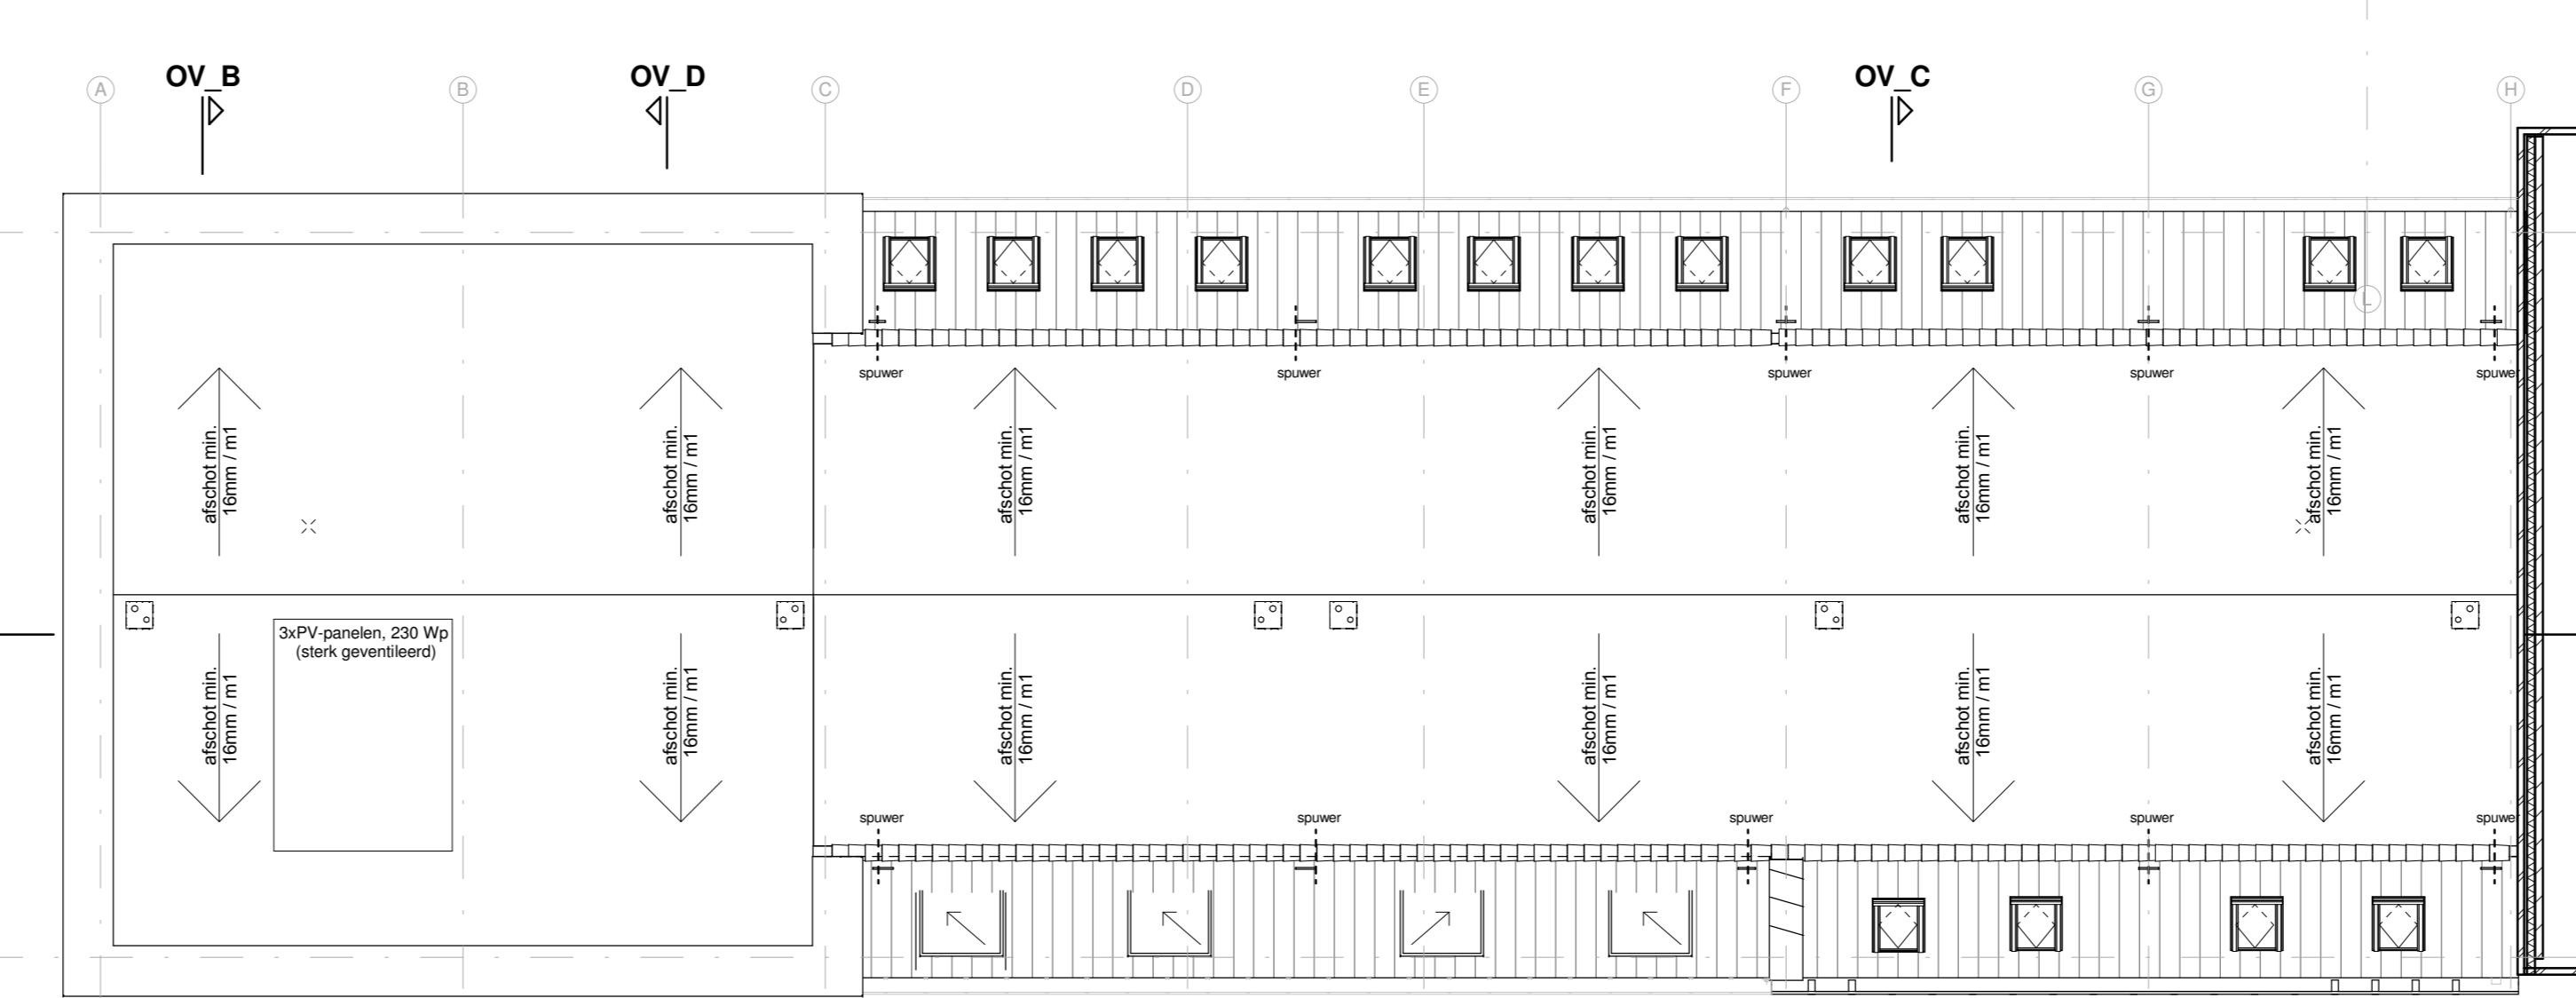 OV_B
OV_D
OV_C
A
B
C
D
E
F
G
H
L
spuwer
spuwer
spuwer
spuwer
spuwer
afschot min.
16mm / m1
afschot min.
16mm / m1
afschot min.
16mm / m1
afschot min.
16mm / m1
afschot min.
16mm / m1
afschot min.
16mm / m1
3xPV-panelen, 230 Wp
(sterk geventileerd)
afschot min.
16mm / m1
afschot min.
16mm / m1
afschot min.
16mm / m1
afschot min.
16mm / m1
afschot min.
16mm / m1
afschot min.
16mm / m1
spuwer
spuwer
spuwer
spuwer
spuwer